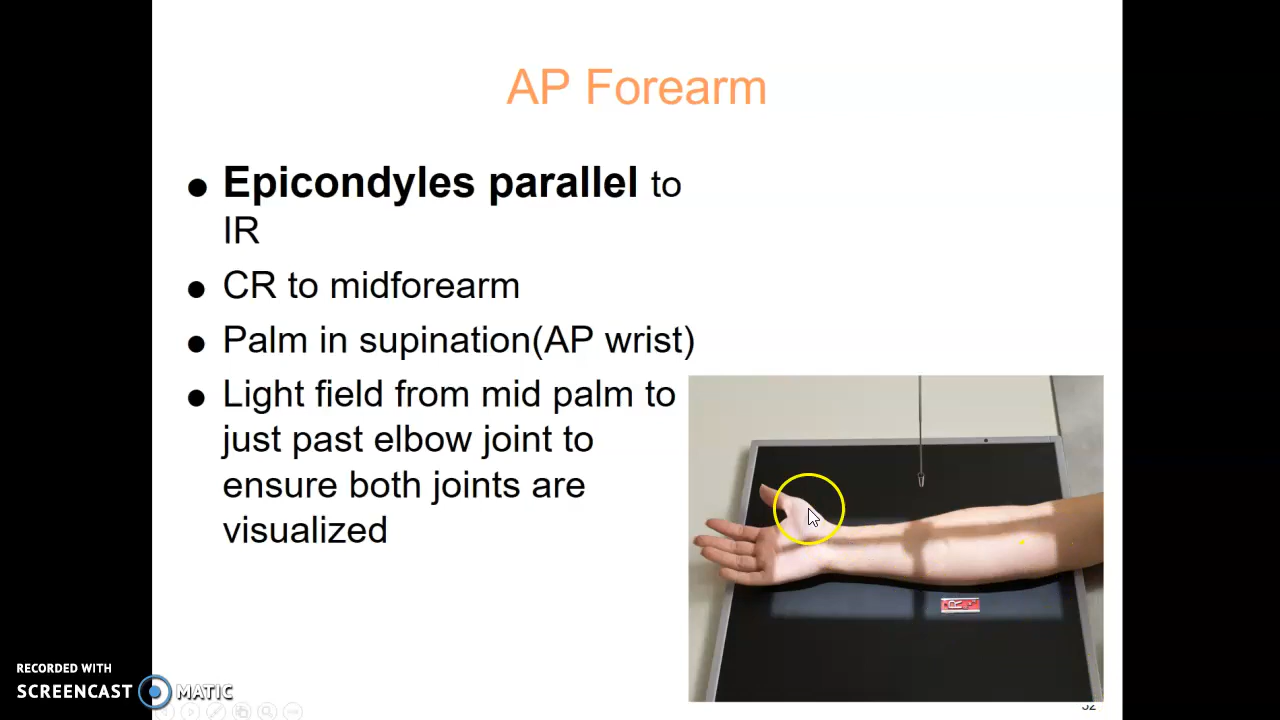 AP Forearm
● Epicondyles parallel to
IR
● CR to midforearm
● Palm in supination(AP wrist)
● Light field from mid palm to
just past elbow joint to
ensure both joints are
visualized
R
RECORDED WITH
SCREENCAST MATIC
32